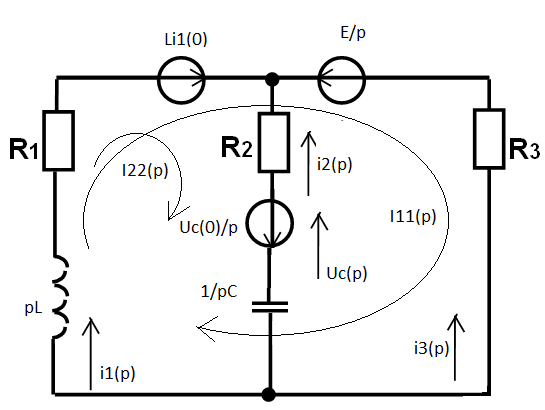 Li1(0)
E/p
R1
R2
R3
I22(p)
i2(p)
I11(p)
Uc(0)/p
Uc(p)
1/pC
pL
i1(p)
i3(p)